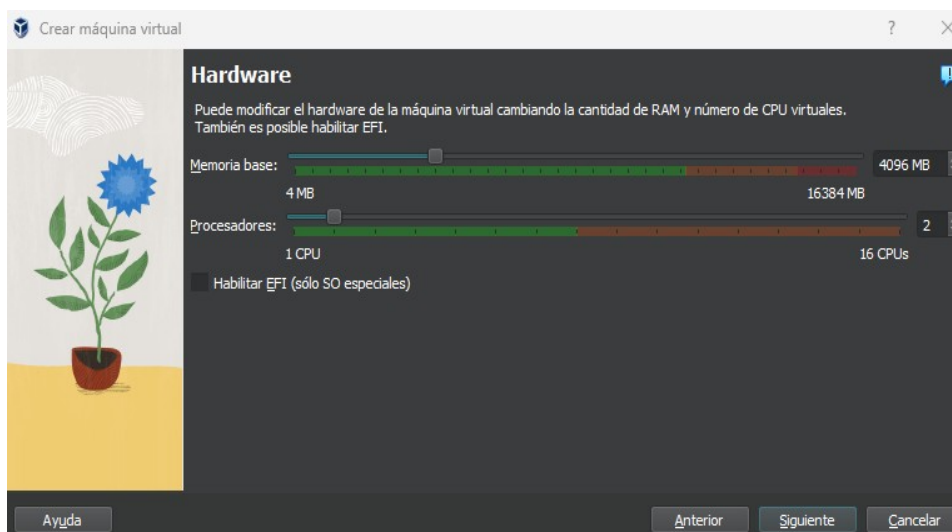 Crear máquina virtual
Hardware
Puede modificar el hardware de la máquina virtual cambiando la cantidad de RAM y número de CPU virtuales.
También es posible habilitar EFI.
Memoria base:
4096 MB
4 MB
16384 MB
Procesadores:
2
1 CPU
16 CPUs
Habilitar EFI (sólo SO especiales)
Ayuda
Anterior
Siguiente
Cancelar